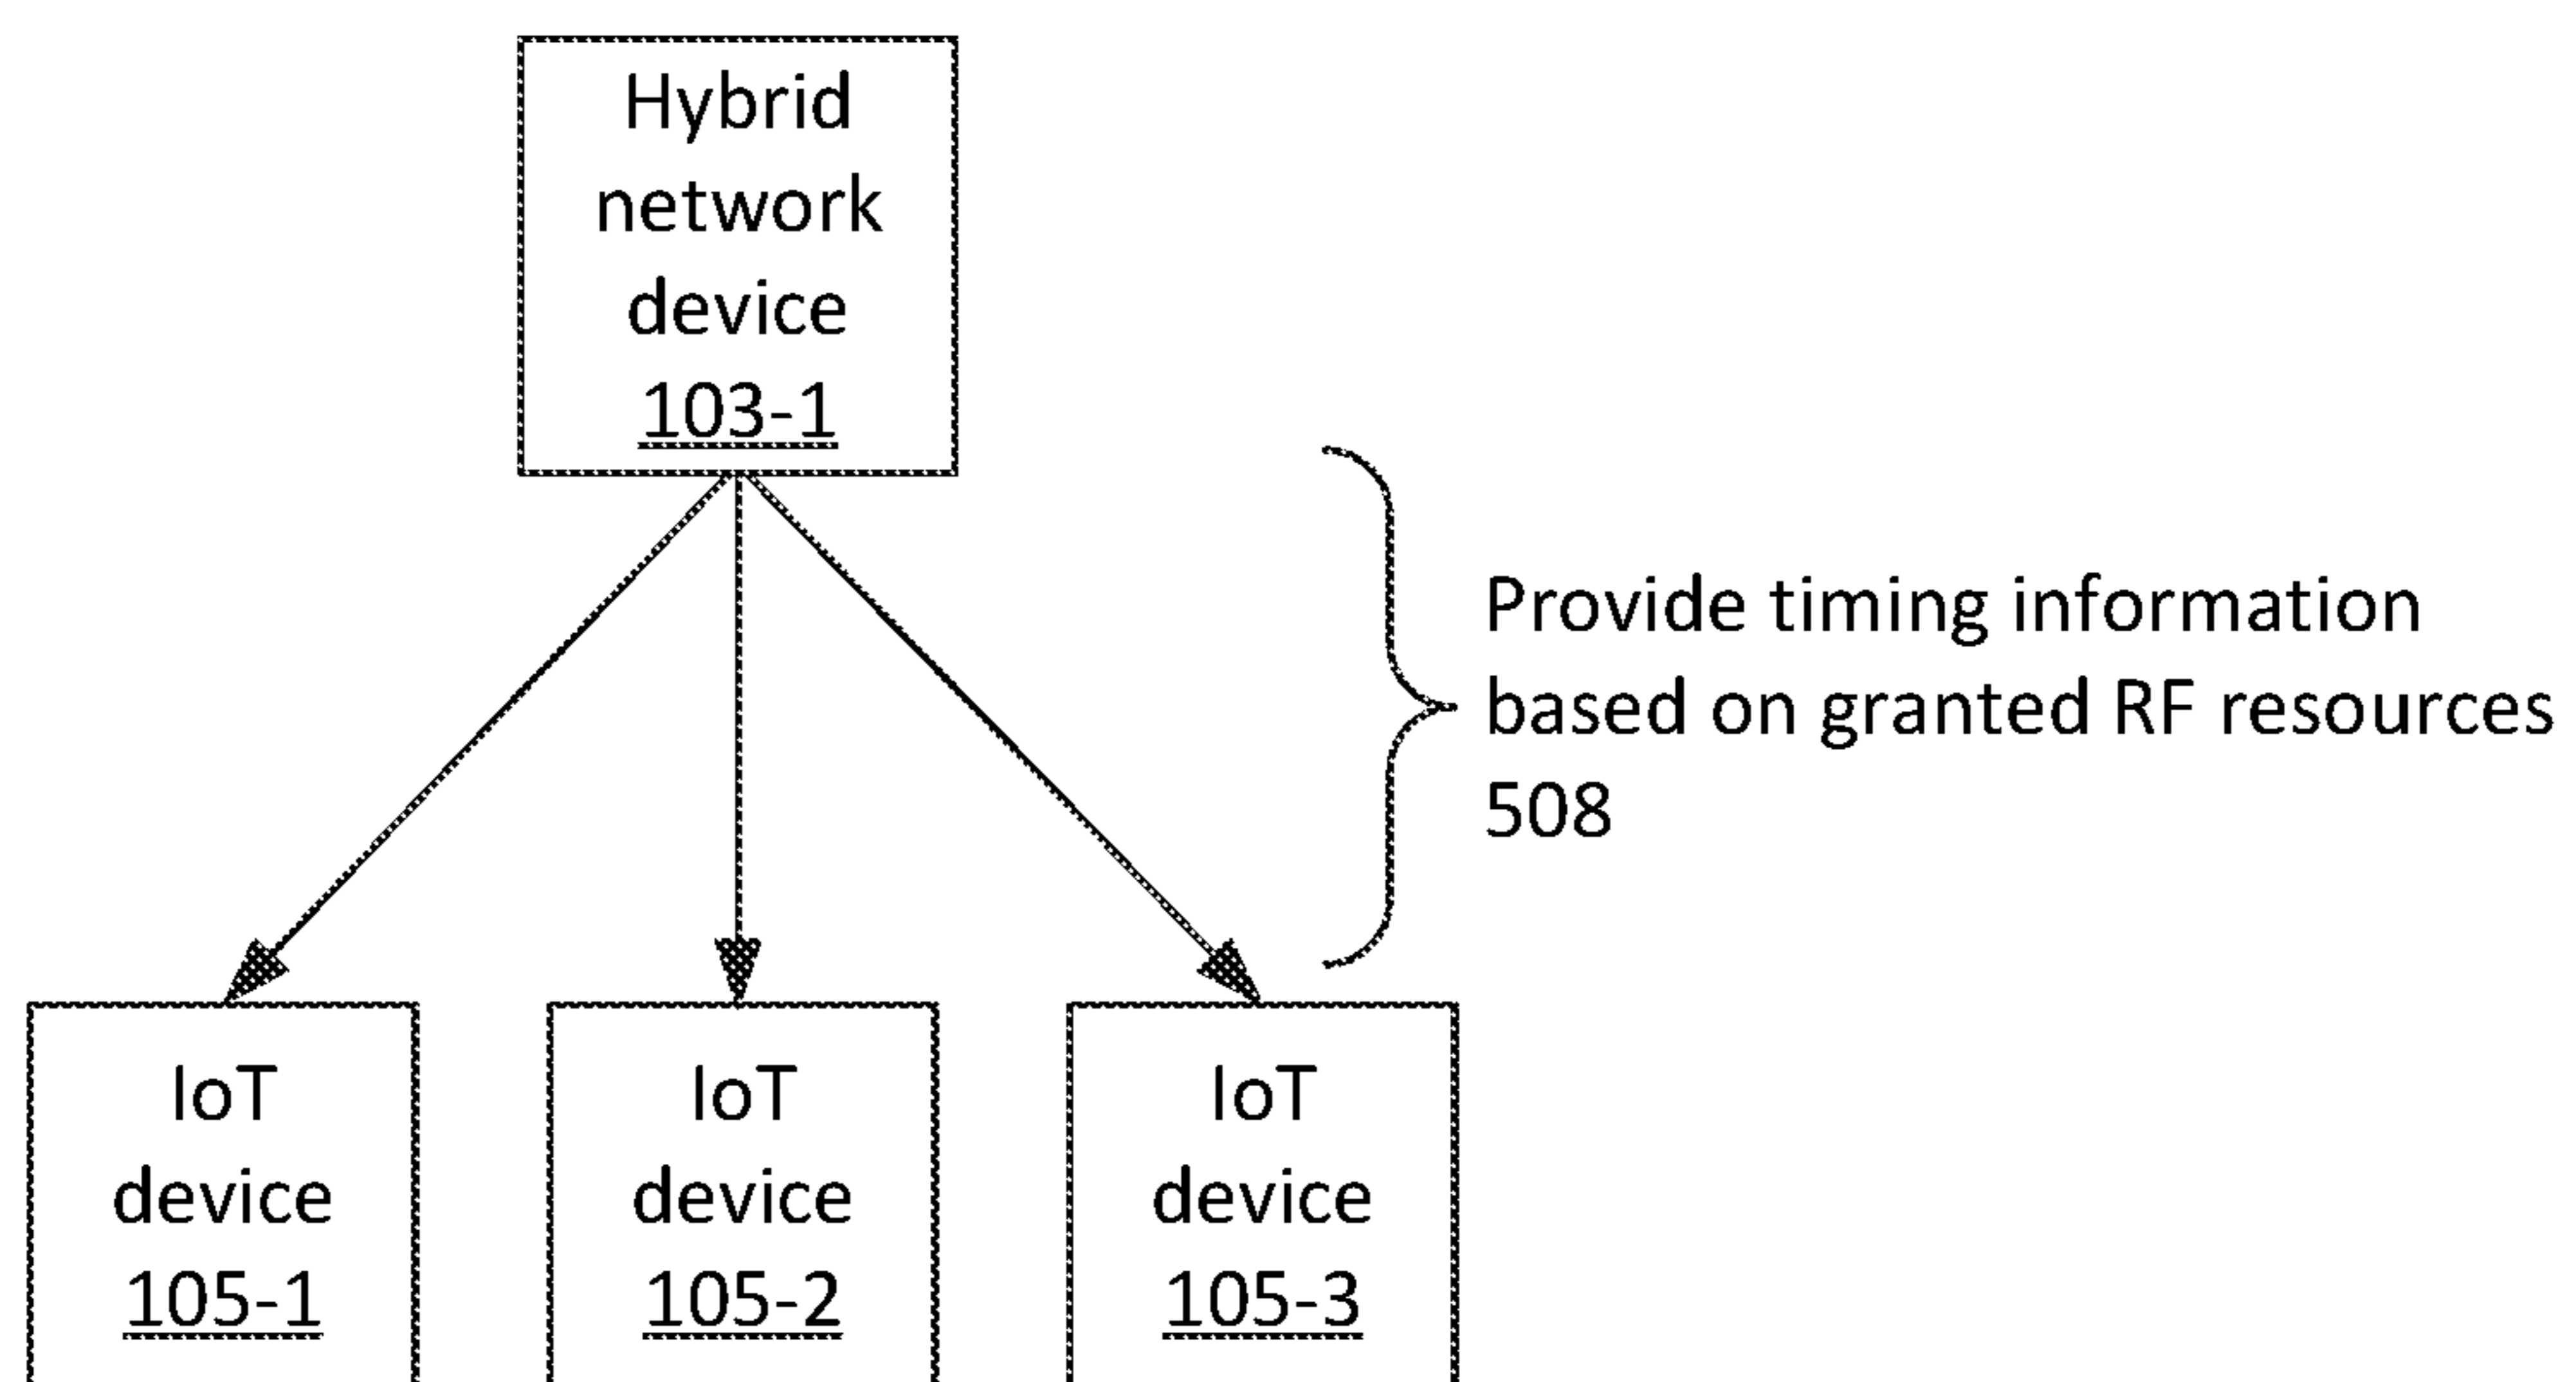 Hybrid
network
device
103-1
Provide timing information
based on granted RF resources
508
IoT
device
105-1
IoT
device
105-2
IoT
device
105-3